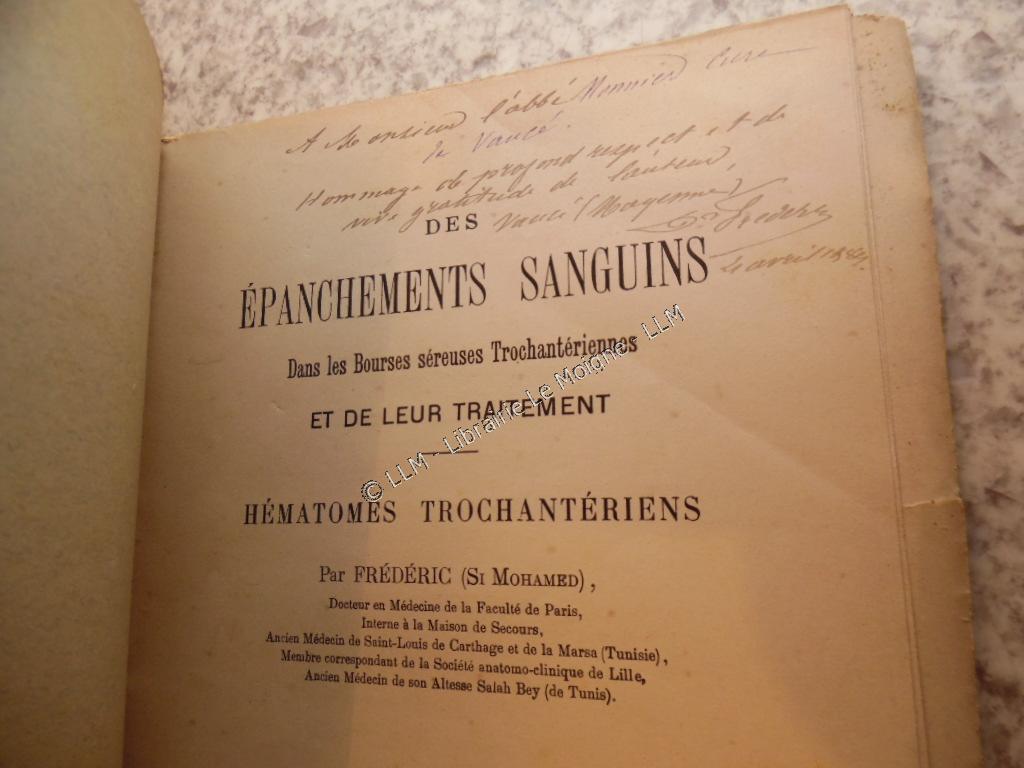 A Monsieur l'abbé Monnier Curé
de Vaucé.
Hommage de profond respect et de
vive gratitude de l'auteur,
Vaucé (Mayenne)
Dr Frédéric
4 avril
DES
ÉPANCHEMENTS SANGUINS
Dans les Bourses séreuses Trochantériennes
ET DE LEUR TRAITEMENT
HÉMATOMES TROCHANTÉRIENS
Par FRÉDÉRIC (SI MOHAMED),
Docteur en Médecine de la Faculté de Paris,
Interne à la Maison de Secours,
Ancien Médecin de Saint-Louis de Carthage et de la Marsa (Tunisie),
Membre correspondant de la Société anatomo-clinique de Lille,
Ancien Médecin de son Altesse Salah Bey (de Tunis).
© LLM - Librairie Le Moigne - LLM